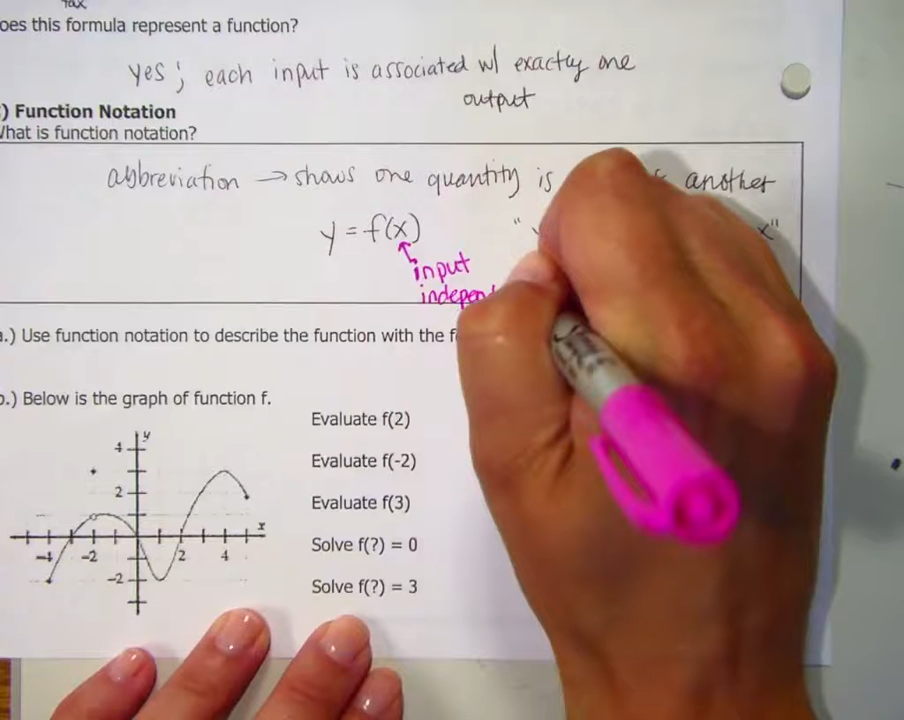 oes this formula represent a function?
yes; each input is associated w/ exactly one
output
) Function Notation
What is function notation?
abbreviation → shows one quantity is another
y = f(x) " x"
input
independ
a.) Use function notation to describe the function with the f
b.) Below is the graph of function f.
Evaluate f(2)
Evaluate f(-2)
Evaluate f(3)
Solve f(?) = 0
Solve f(?) = 3
4 y
2
x
-4 -2 2 4
-2